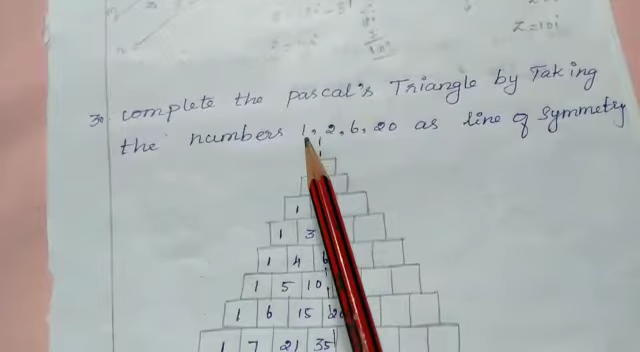 Z=10i
3. complete the pascal's Triangle by Taking
the numbers 1, 2, 6, 20 as line of symmetry
1
1
1 3
1 4 6
1 5 10
1 6 15 20
1 7 21 35